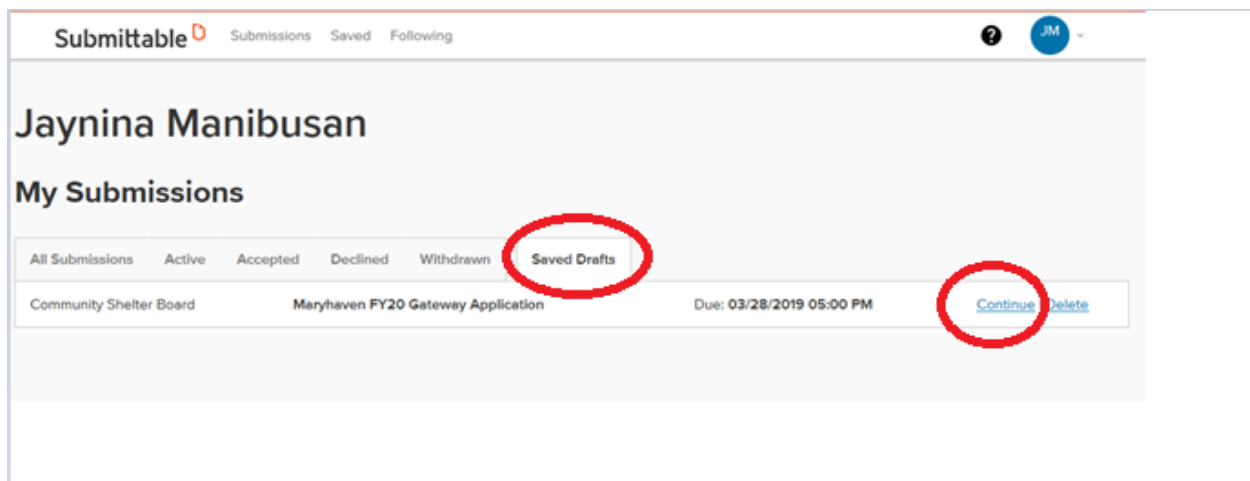 Submittable Submissions Saved Following ? JM
Jaynina Manibusan
My Submissions
All Submissions Active Accepted Declined Withdrawn Saved Drafts
Community Shelter Board Maryhaven FY20 Gateway Application Due: 03/28/2019 05:00 PM Continue Delete